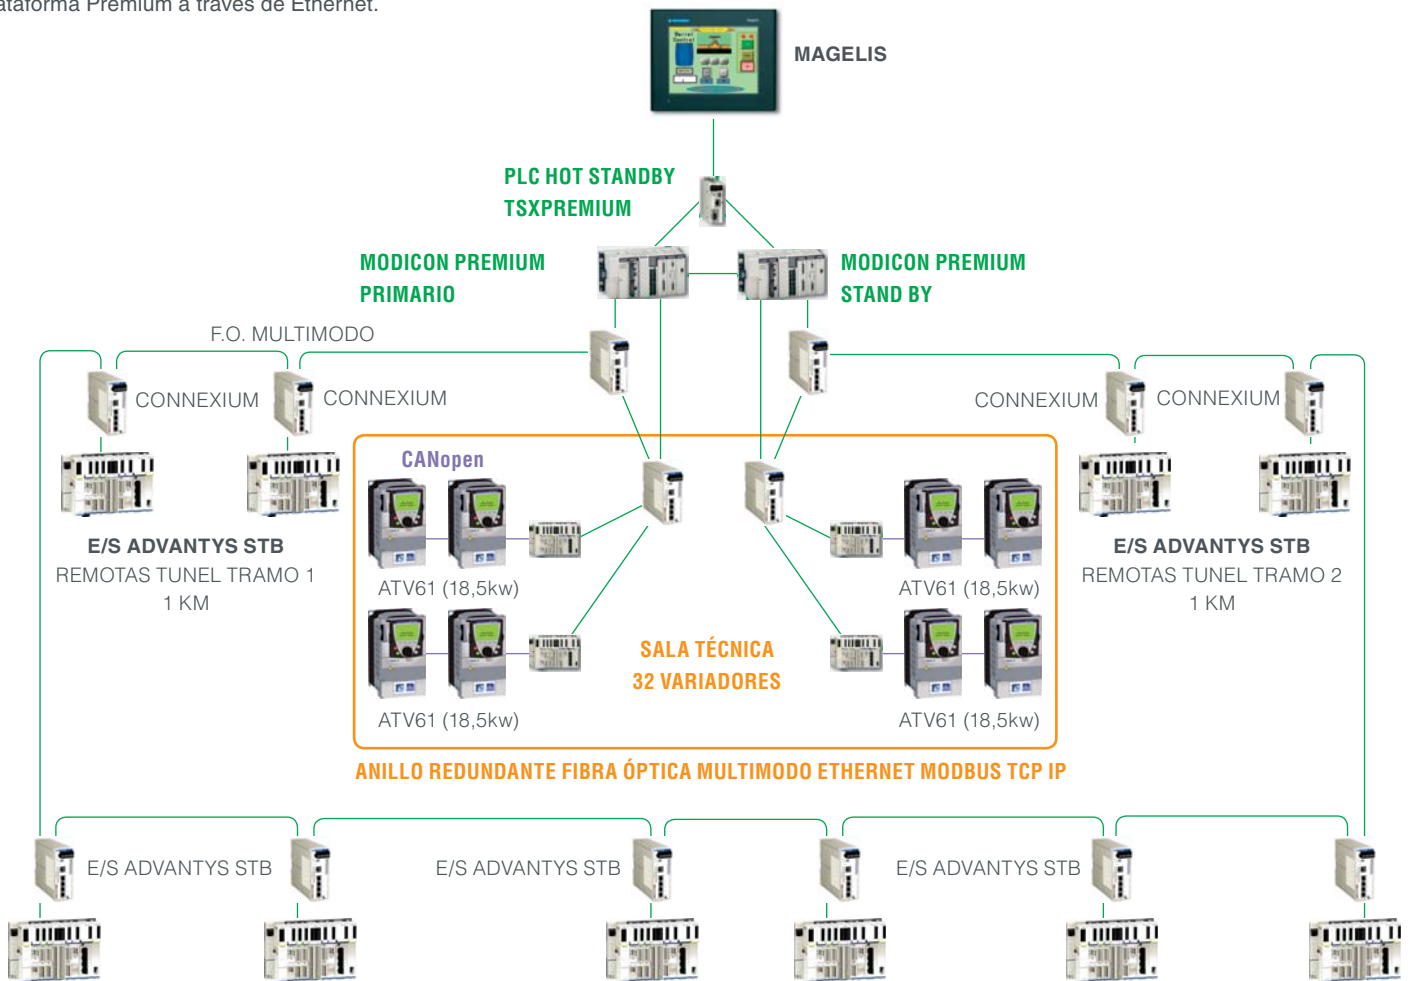 ataforma Premium a través de Ethernet.
MAGELIS
PLC HOT STANDBY
TSXPREMIUM
MODICON PREMIUM
PRIMARIO
MODICON PREMIUM
STAND BY
F.O. MULTIMODO
CONNEXIUM
CONNEXIUM
CONNEXIUM
CONNEXIUM
CANopen
E/S ADVANTYS STB
REMOTAS TUNEL TRAMO 1
1 KM
ATV61 (18,5kw)
ATV61 (18,5kw)
E/S ADVANTYS STB
REMOTAS TUNEL TRAMO 2
1 KM
SALA TÉCNICA
32 VARIADORES
ATV61 (18,5kw)
ATV61 (18,5kw)
ANILLO REDUNDANTE FIBRA ÓPTICA MULTIMODO ETHERNET MODBUS TCP IP
E/S ADVANTYS STB
E/S ADVANTYS STB
E/S ADVANTYS STB